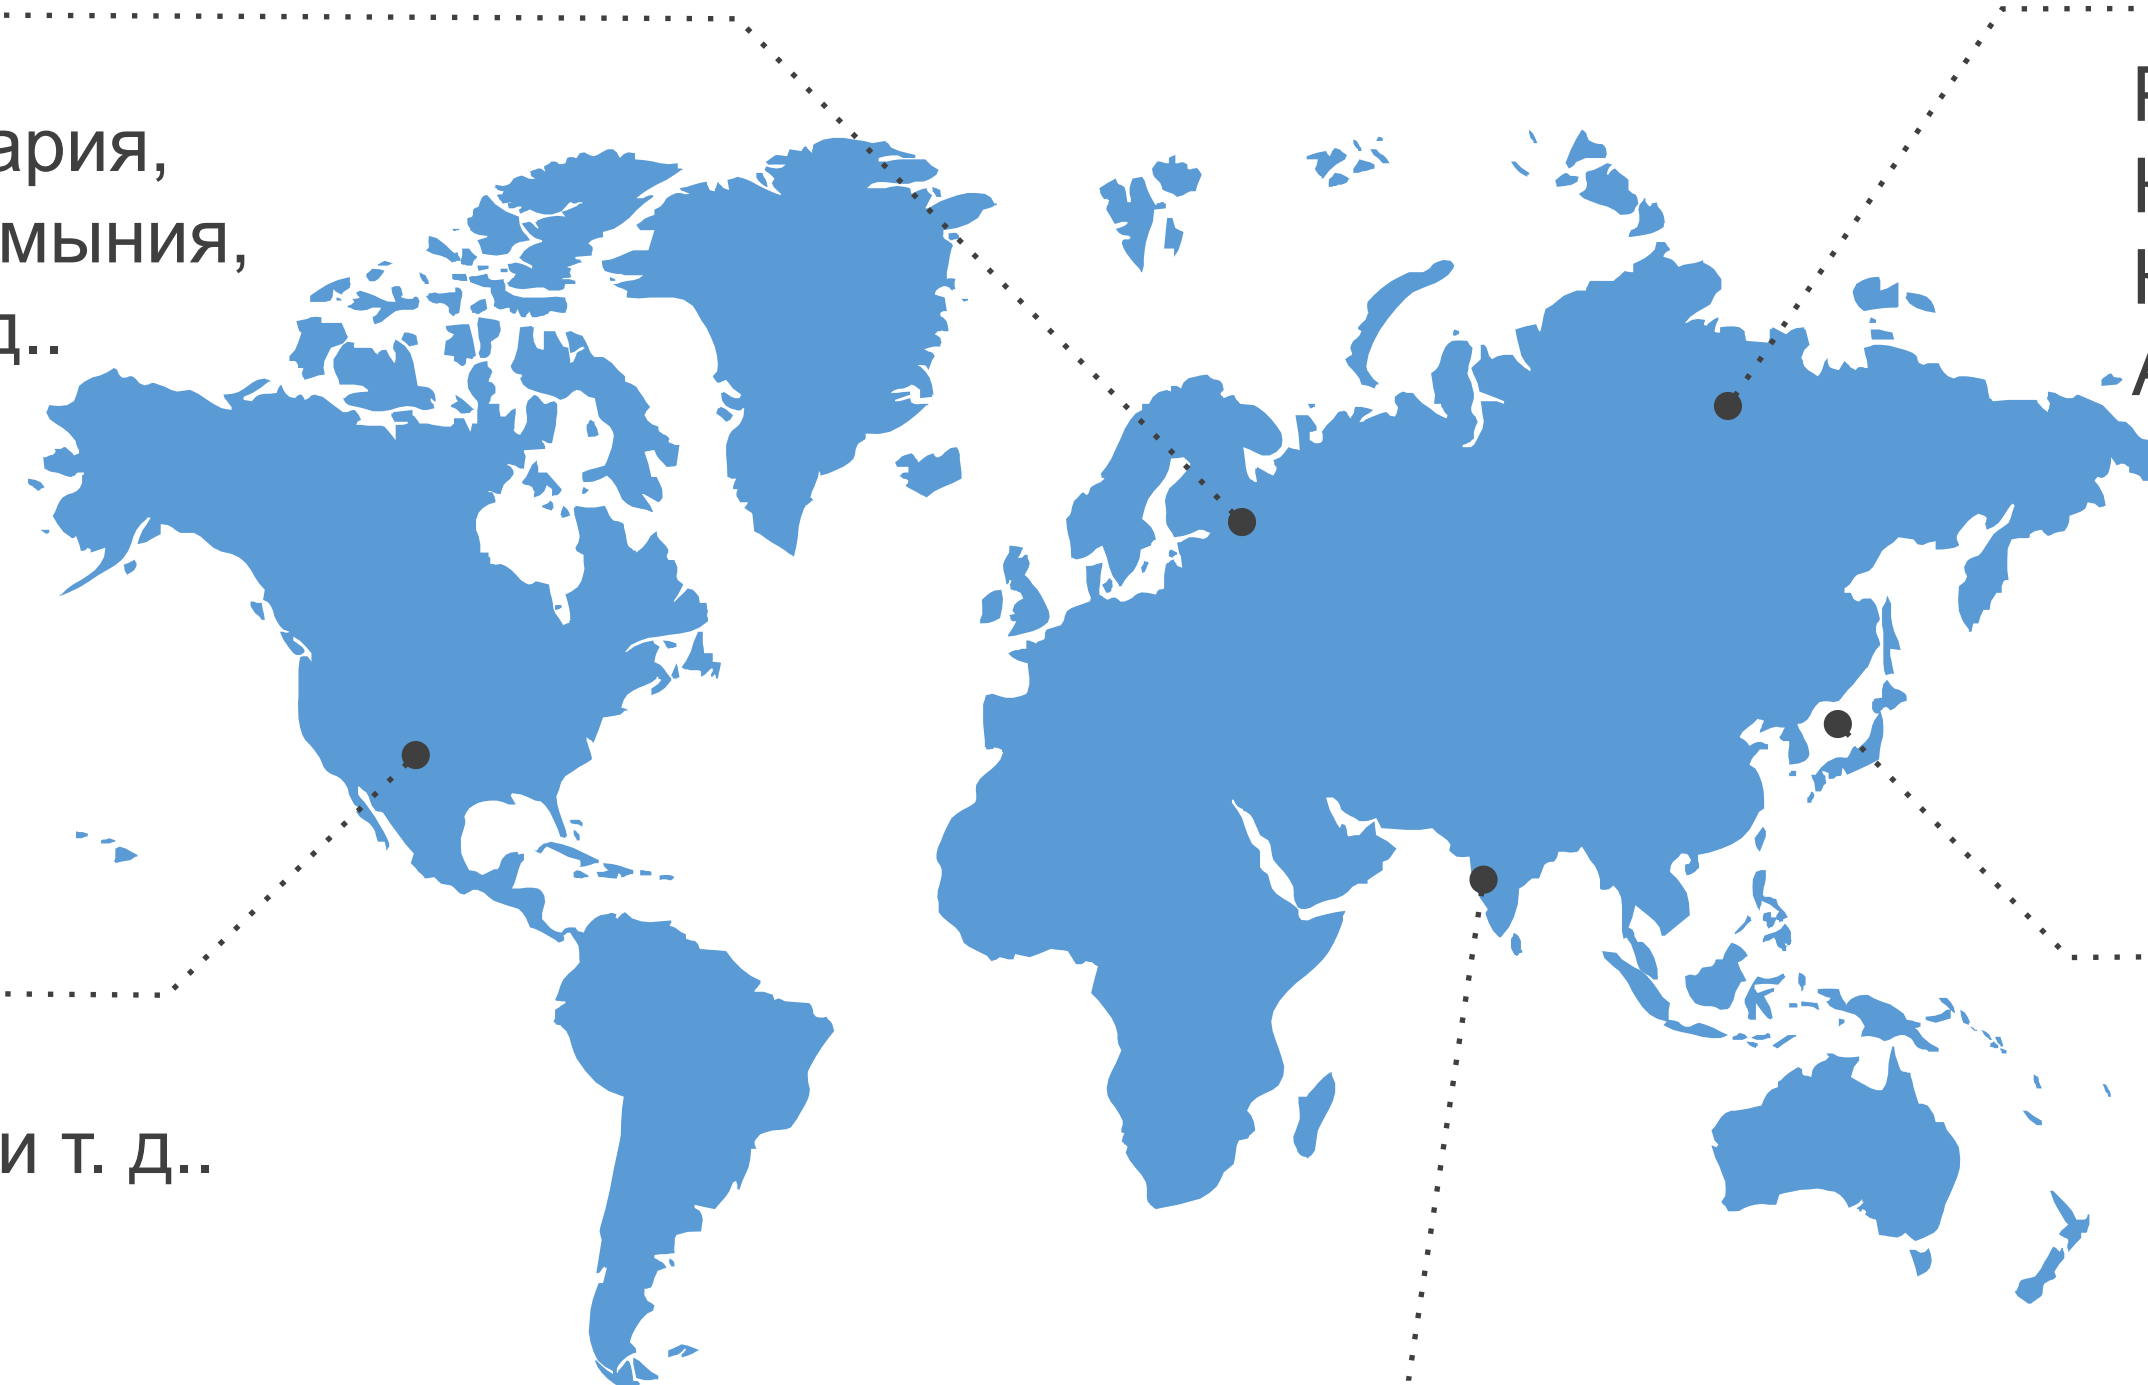 ария,
мыния,
д..
и т. д..